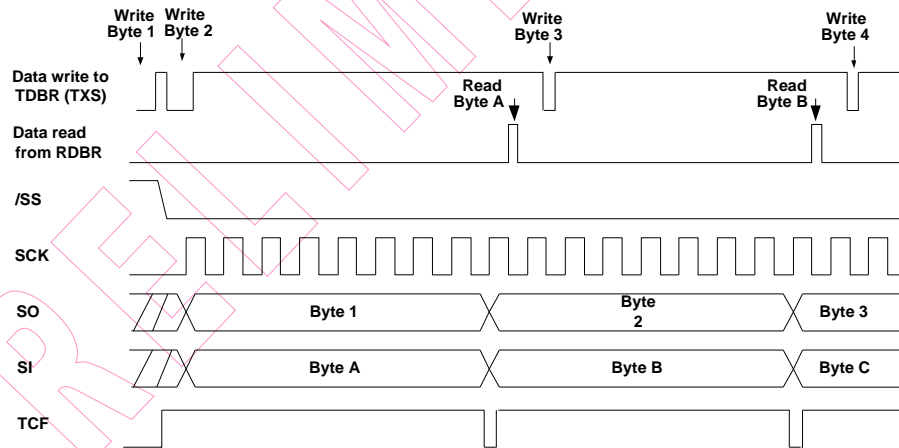 Write
Byte 1
Write
Byte 2
Write
Byte 3
Write
Byte 4
Data write to
TDBR (TXS)
Read
Byte A
Read
Byte B
Data read
from RDBR
/SS
SCK
SO
Byte 1
Byte
2
Byte 3
SI
Byte A
Byte B
Byte C
TCF
RELIM